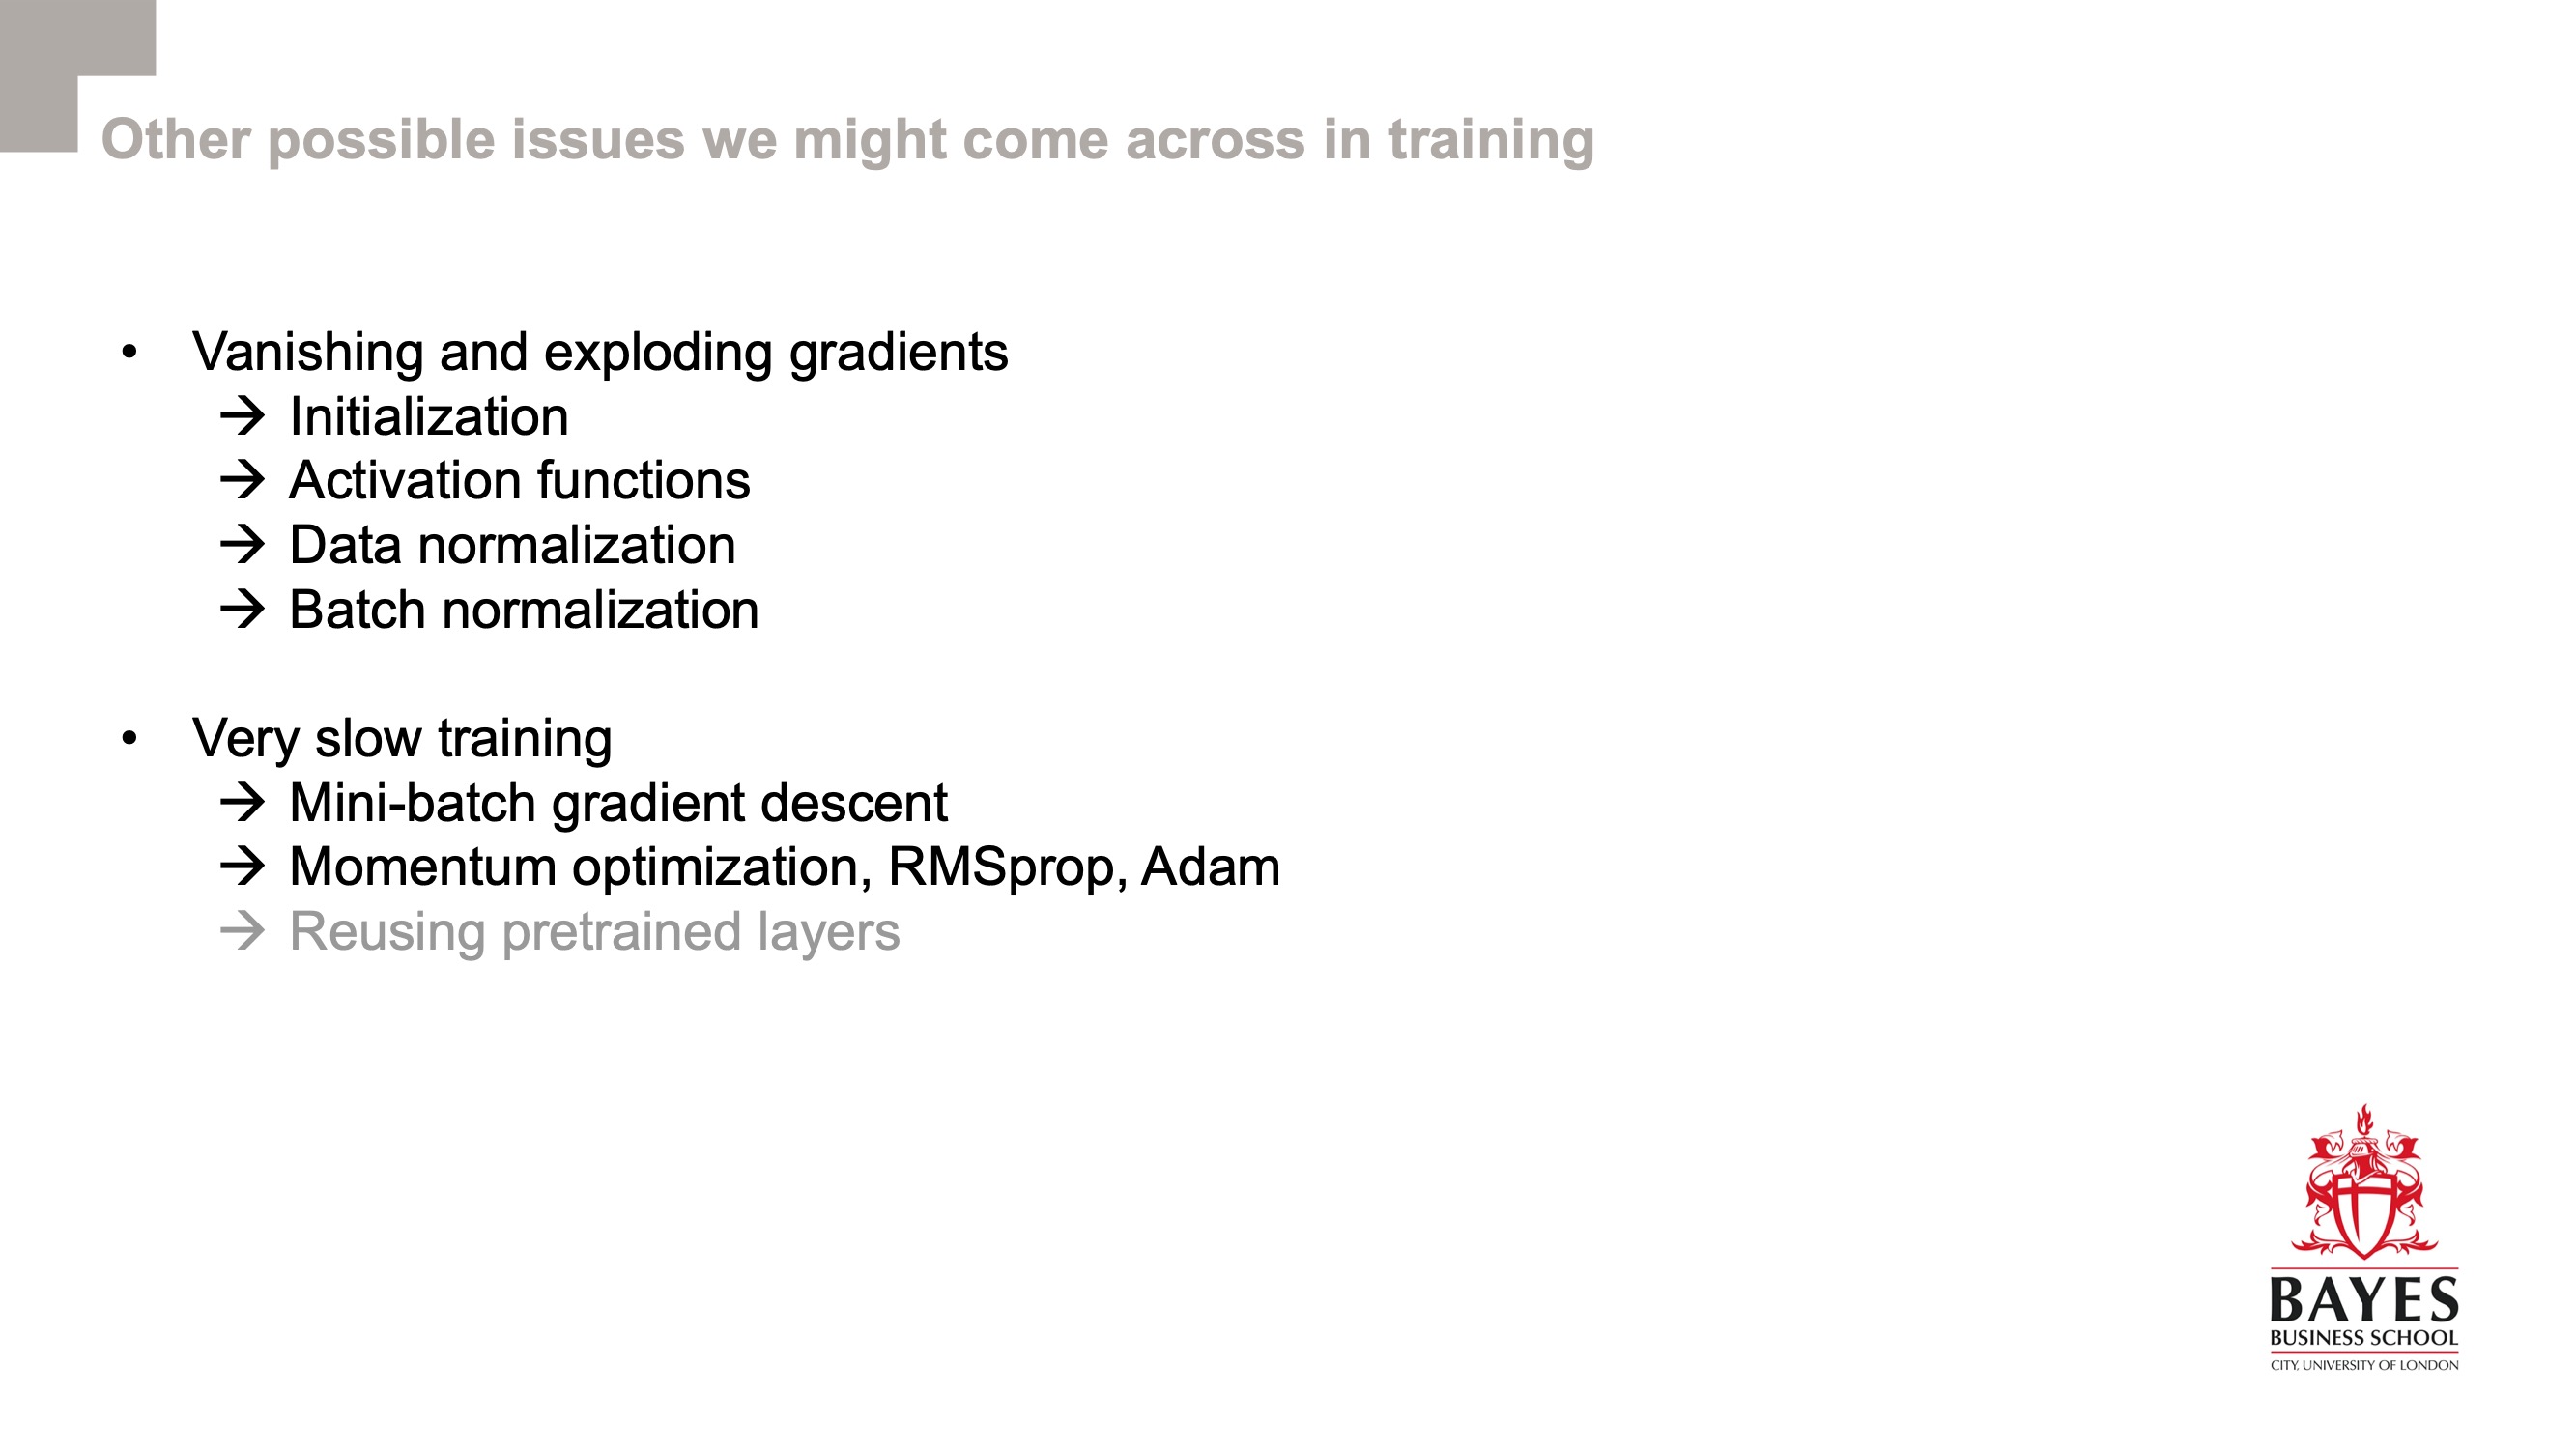 Other possible issues we might come across in training
• Vanishing and exploding gradients
→ Initialization
→ Activation functions
→ Data normalization
→ Batch normalization
• Very slow training
→ Mini-batch gradient descent
→ Momentum optimization, RMSprop, Adam
→ Reusing pretrained layers
BAYES
BUSINESS SCHOOL
CITY, UNIVERSITY OF LONDON